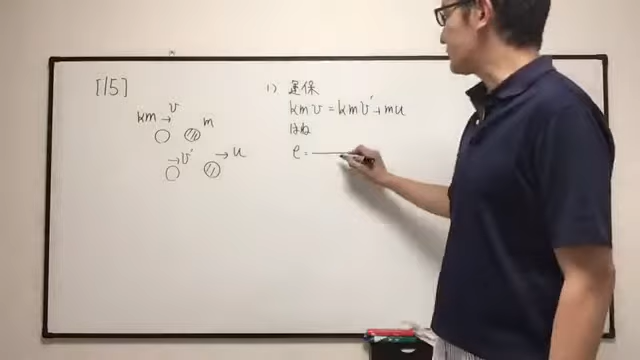 [15]
km → v
m
→ v' → u
1) 運保
kmv = kmv' + mu
はね
e =